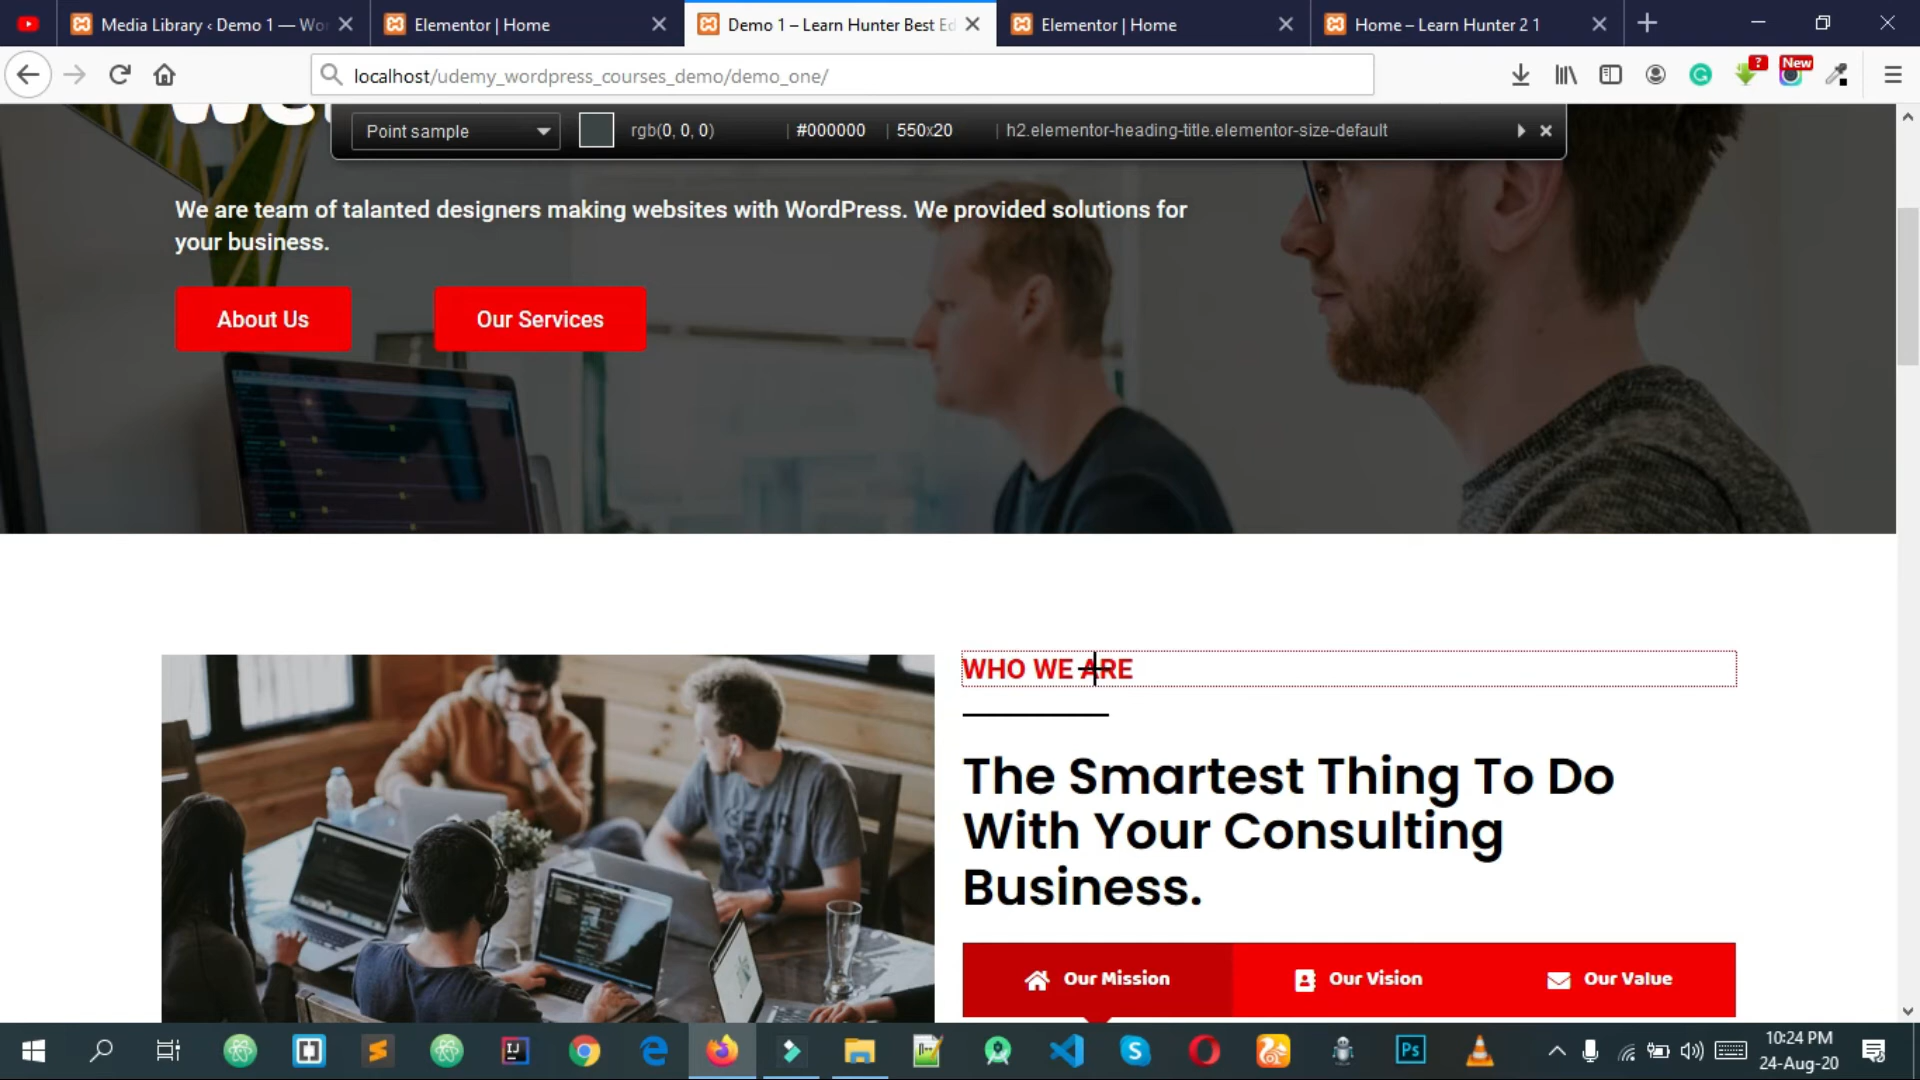 Media Library ‹ Demo 1 — Wo
Elementor | Home
Demo 1 – Learn Hunter Best Ed
Elementor | Home
Home – Learn Hunter 2 1
localhost/udemy_wordpress_courses_demo/demo_one/
?
New
Point sample
rgb(0, 0, 0)
| #000000
| 550x20
| h2.elementor-heading-title.elementor-size-default
We are team of talanted designers making websites with WordPress. We provided solutions for
your business.
About Us
Our Services
GEAR
WHO WE ARE
The Smartest Thing To Do
With Your Consulting
Business.
Our Mission
Our Vision
Our Value
IJ
S
Ps
10:24 PM
24-Aug-20